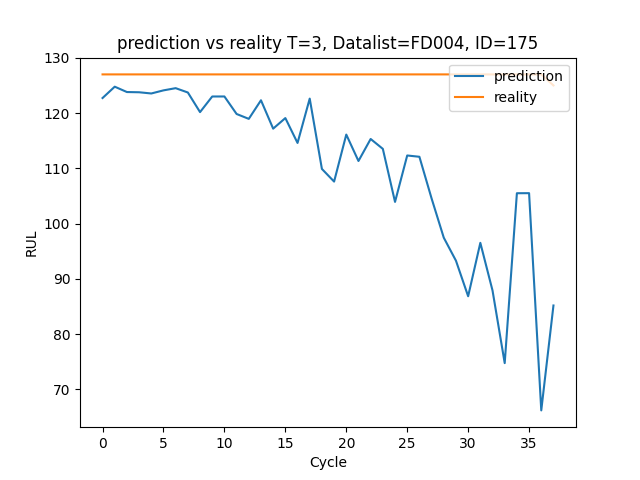 prediction vs reality T=3, Datalist=FD004, ID=175
130
120
110
100
90
80
70
RUL
prediction
reality
0 5 10 15 20 25 30 35
Cycle